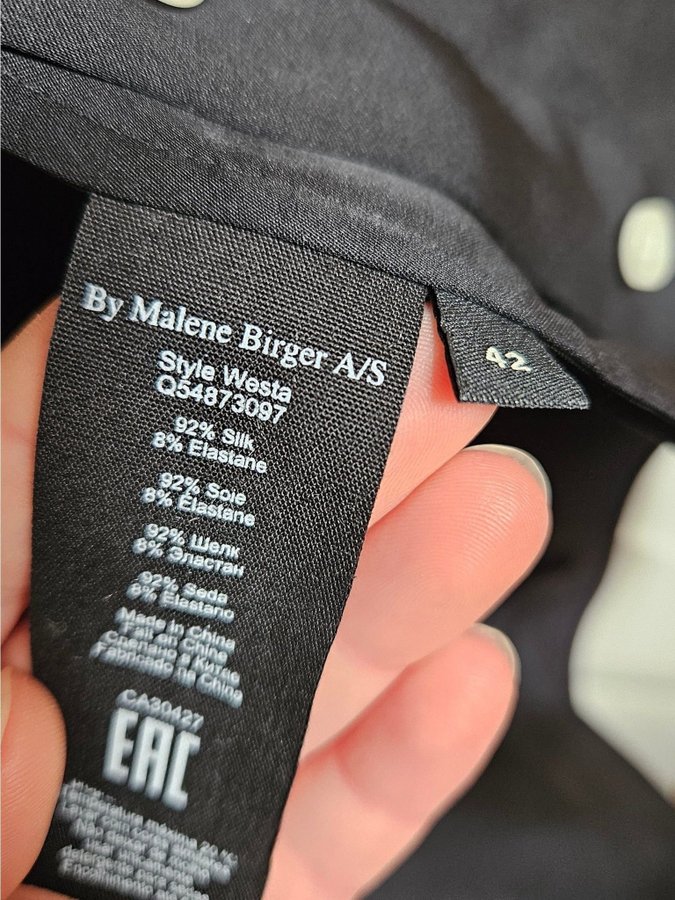 By Malene Birger A/S
Style Westa
Q54873097
92% Silk
8% Elastane
92% Soie
8% Elastane
92% Шелк
8% Эластан
92% Seda
8% Elastano
Made in China
Fait en Chine
Сделано в Китае
Fabricado na China
CA30427
EAC
42